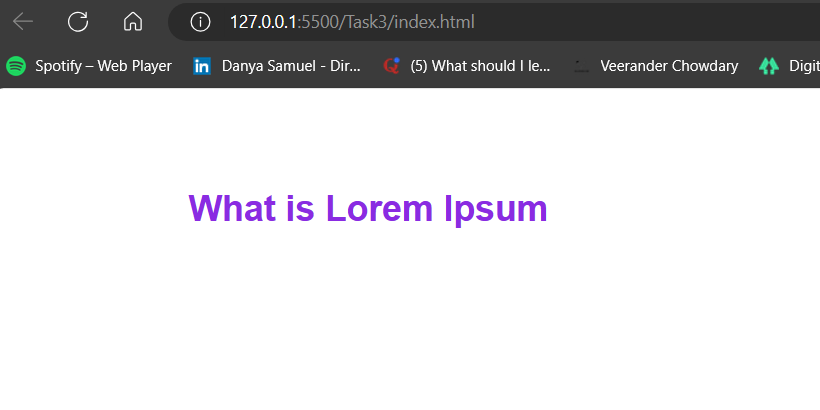 127.0.0.1:5500/Task3/index.html
Spotify – Web Player Danya Samuel - Dir... (5) What should I le... Veerander Chowdary Digit
What is Lorem Ipsum